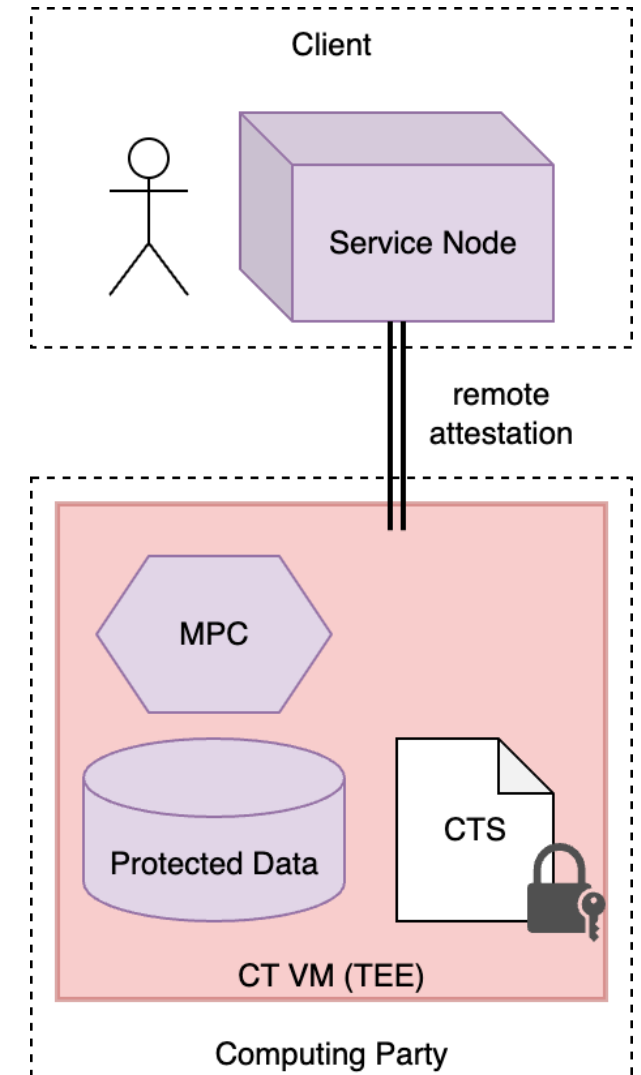 Client
Service Node
remote
attestation
MPC
CTS
Protected Data
CT VM (TEE)
Computing Party